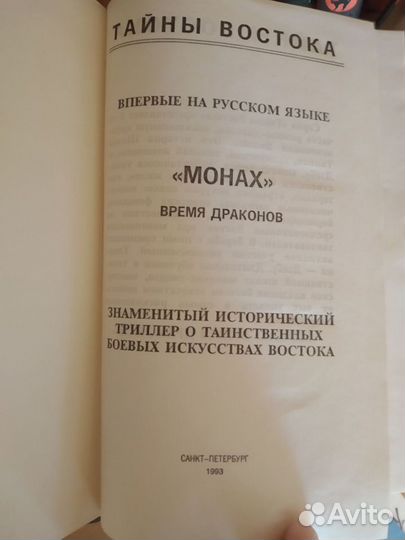 ТАЙНЫ ВОСТОКА
ВПЕРВЫЕ НА РУССКОМ ЯЗЫКЕ
«МОНАХ»
ВРЕМЯ ДРАКОНОВ
ЗНАМЕНИТЫЙ ИСТОРИЧЕСКИЙ
ТРИЛЛЕР О ТАИНСТВЕННЫХ
БОЕВЫХ ИСКУССТВАХ ВОСТОКА
САНКТ-ПЕТЕРБУРГ
1993
Avito